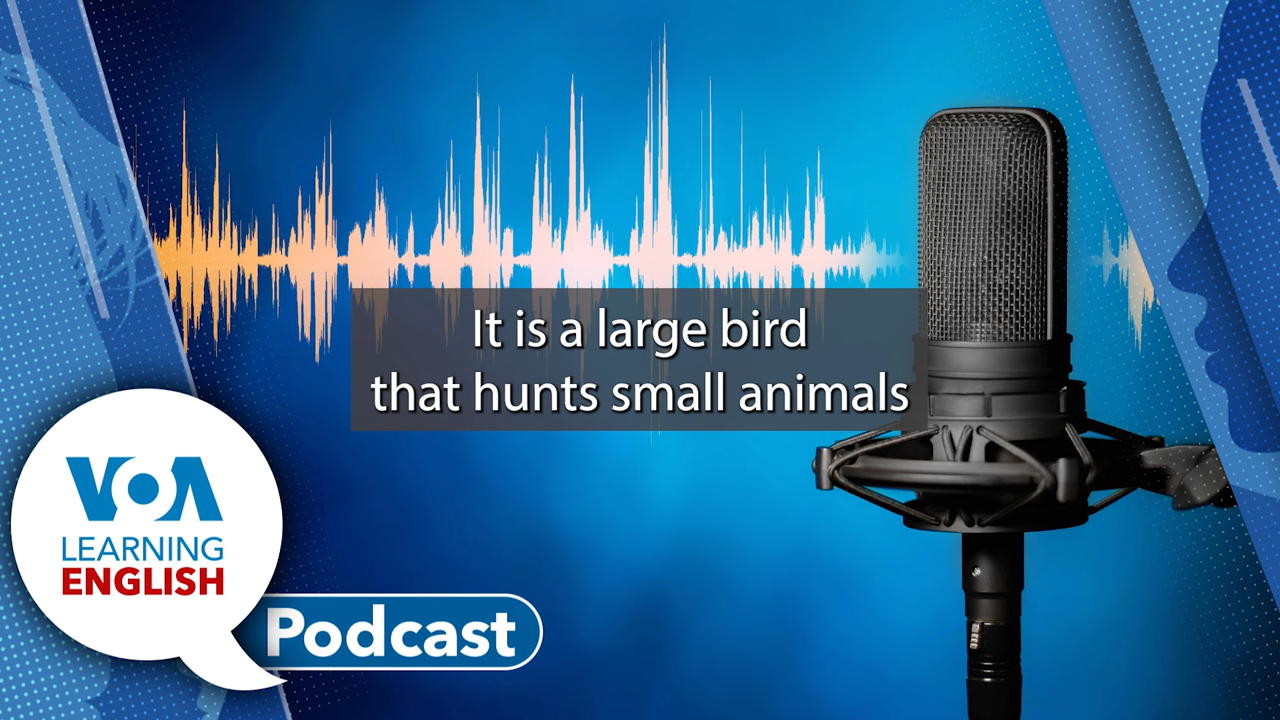 It is a large bird
that hunts small animals
VOA
LEARNING
ENGLISH
Podcast